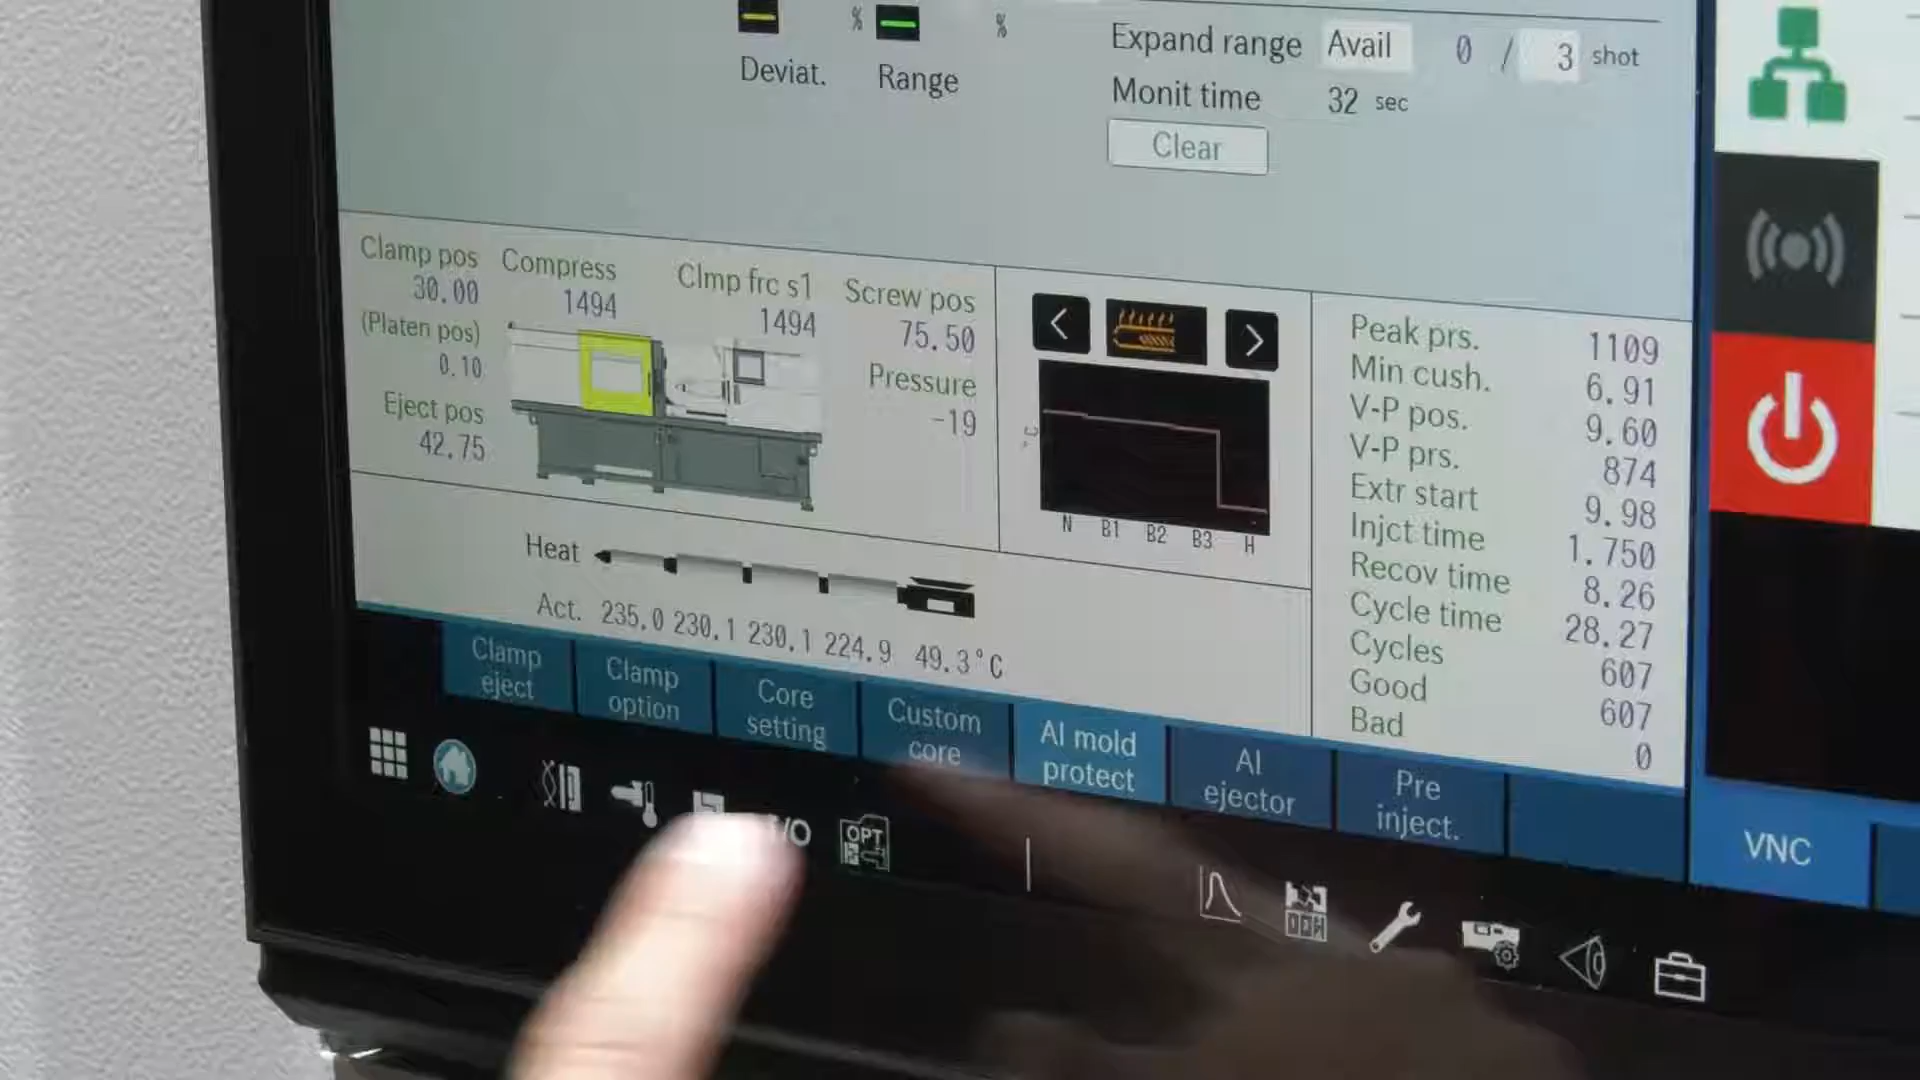 % %
Deviat. Range
Expand range Avail 0 / 3 shot
Monit time 32 sec
Clear
Clamp pos Compress Clmp frc s1 Screw pos
30.00 1494 1494 75.50
(Platen pos)
0.10
Pressure
-19
Eject pos
42.75
°C
N B1 B2 B3 H
Peak prs. 1109
Min cush. 6.91
V-P pos. 9.60
V-P prs. 874
Extr start 9.98
Injct time 1.750
Recov time 8.26
Cycle time 28.27
Cycles 607
Good 607
Bad 0
Heat
Act. 235.0 230.1 230.1 224.9 49.3°C
Clamp eject
Clamp option
Core setting
Custom core
AI mold protect
AI ejector
Pre inject.
VNC
/O
OPT